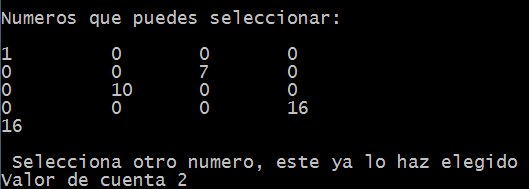 Numeros que puedes seleccionar:
1 0 0 0
0 0 7 0
0 10 0 0
0 0 0 16
16
Selecciona otro numero, este ya lo haz elegido
Valor de cuenta 2